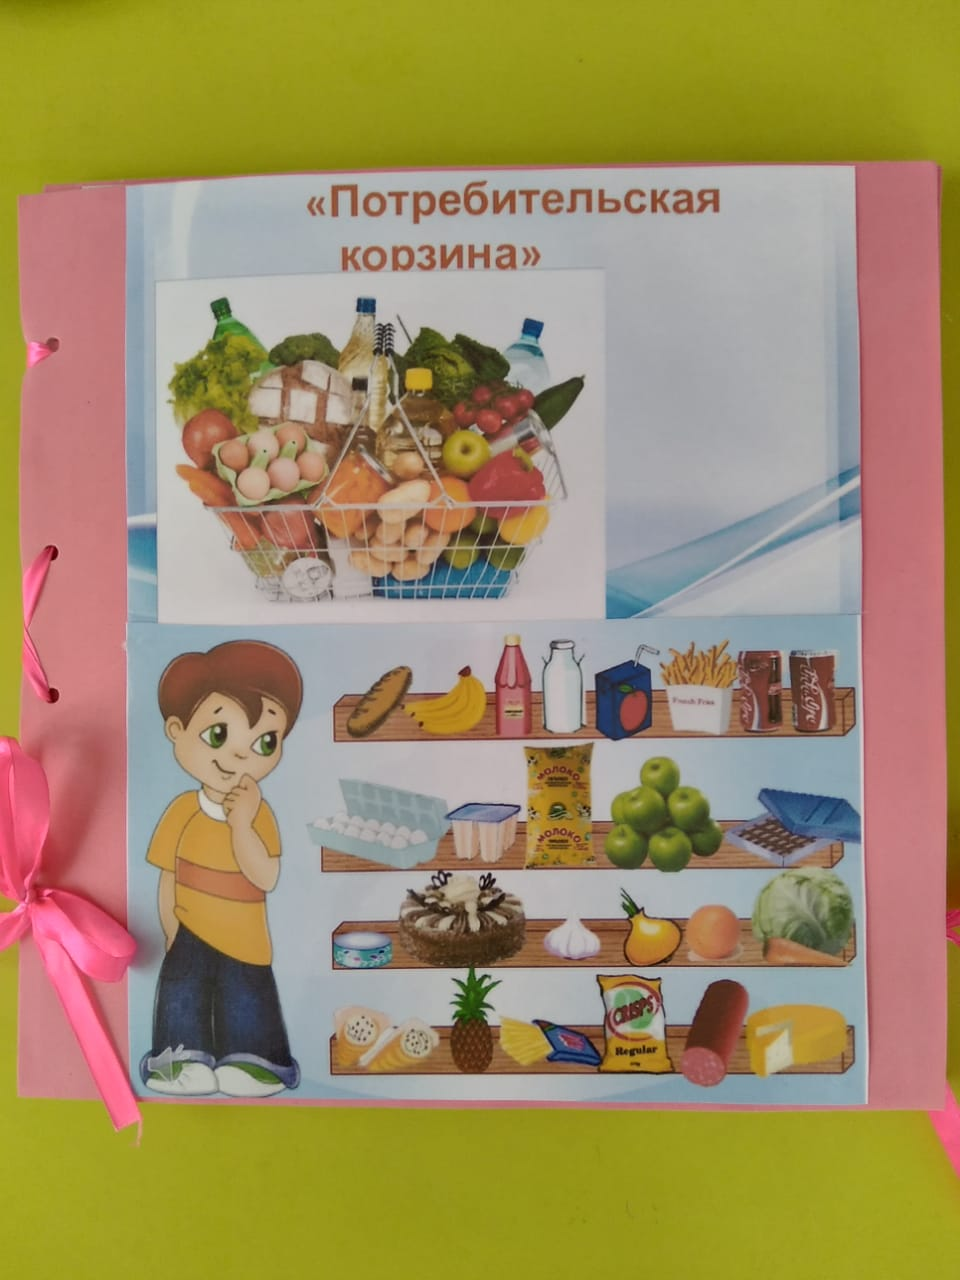 «Потребительская
корзина»
French Fries
МОЛОКО
МОЛОКО
CRISPS
Regular